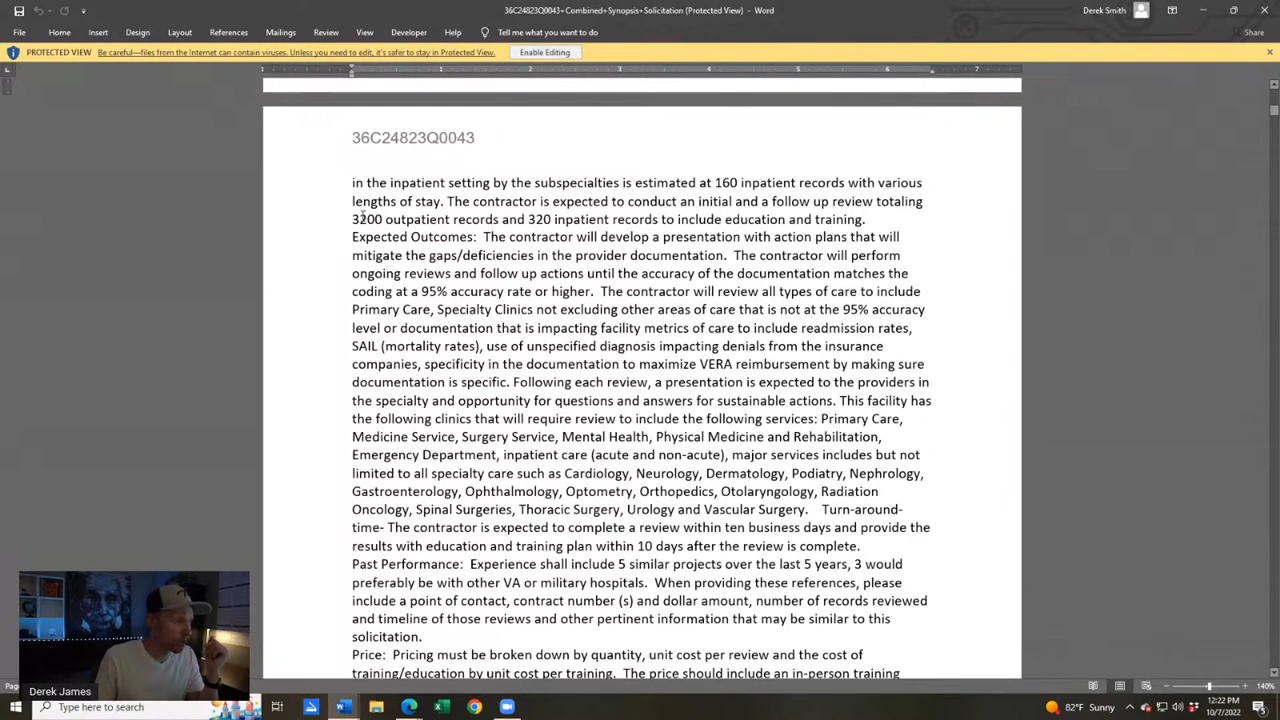 36C24823Q0043+Combined+Synopsis+Solicitation (Protected View) - Word
Derek Smith
File Home Insert Design Layout References Mailings Review View Developer Help Tell me what you want to do Share
PROTECTED VIEW Be careful—files from the Internet can contain viruses. Unless you need to edit, it's safer to stay in Protected View. Enable Editing
1 1 2 3 4 5 6 7
36C24823Q0043
in the inpatient setting by the subspecialties is estimated at 160 inpatient records with various
lengths of stay. The contractor is expected to conduct an initial and a follow up review totaling
3200 outpatient records and 320 inpatient records to include education and training.
Expected Outcomes: The contractor will develop a presentation with action plans that will
mitigate the gaps/deficiencies in the provider documentation. The contractor will perform
ongoing reviews and follow up actions until the accuracy of the documentation matches the
coding at a 95% accuracy rate or higher. The contractor will review all types of care to include
Primary Care, Specialty Clinics not excluding other areas of care that is not at the 95% accuracy
level or documentation that is impacting facility metrics of care to include readmission rates,
SAIL (mortality rates), use of unspecified diagnosis impacting denials from the insurance
companies, specificity in the documentation to maximize VERA reimbursement by making sure
documentation is specific. Following each review, a presentation is expected to the providers in
the specialty and opportunity for questions and answers for sustainable actions. This facility has
the following clinics that will require review to include the following services: Primary Care,
Medicine Service, Surgery Service, Mental Health, Physical Medicine and Rehabilitation,
Emergency Department, inpatient care (acute and non-acute), major services includes but not
limited to all specialty care such as Cardiology, Neurology, Dermatology, Podiatry, Nephrology,
Gastroenterology, Ophthalmology, Optometry, Orthopedics, Otolaryngology, Radiation
Oncology, Spinal Surgeries, Thoracic Surgery, Urology and Vascular Surgery. Turn-around-
time- The contractor is expected to complete a review within ten business days and provide the
results with education and training plan within 10 days after the review is complete.
Past Performance: Experience shall include 5 similar projects over the last 5 years, 3 would
preferably be with other VA or military hospitals. When providing these references, please
include a point of contact, contract number (s) and dollar amount, number of records reviewed
and timeline of those reviews and other pertinent information that may be similar to this
solicitation.
Price: Pricing must be broken down by quantity, unit cost per review and the cost of
training/education by unit cost per training. The price should include an in-person training
Derek James
140%
Type here to search
82°F Sunny
12:22 PM
10/7/2022